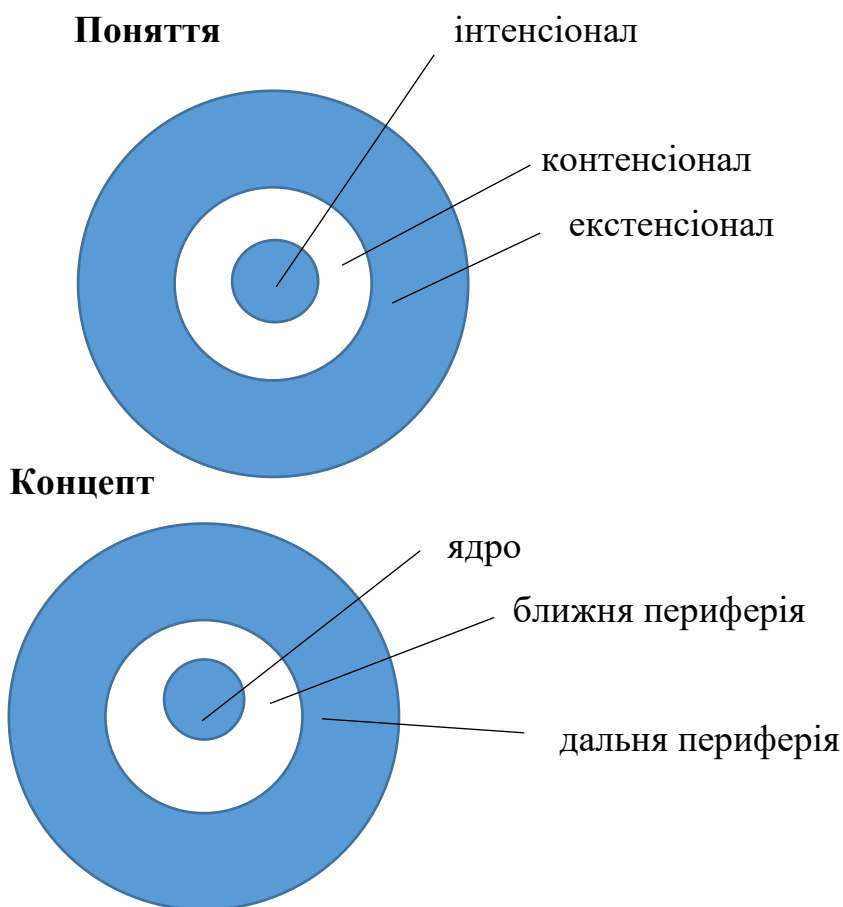 Поняття інтенсіонал
контенсіонал
екстенсіонал
Концепт
ядро
ближня периферія
дальня периферія